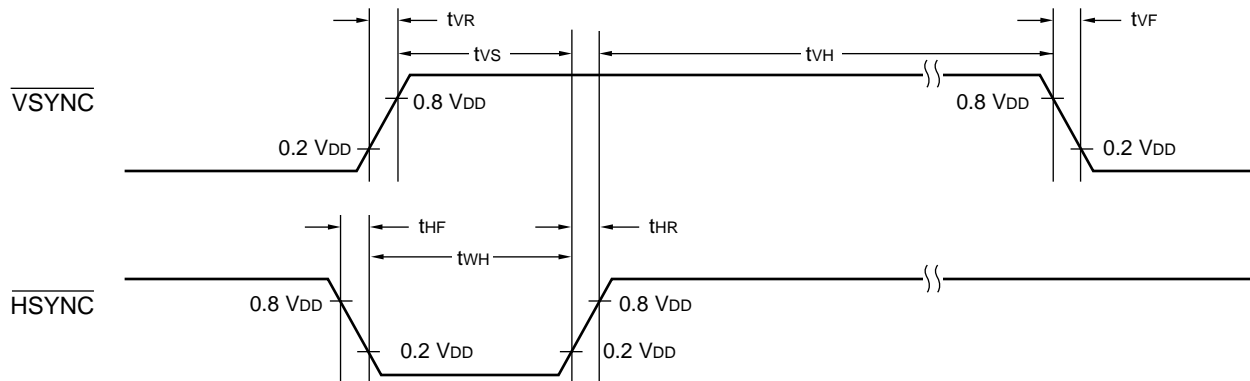 tVR
tVF
tVS
tVH
VSYNC
0.8 VDD
0.8 VDD
0.2 VDD
0.2 VDD
tHF
tHR
tWH
HSYNC
0.8 VDD
0.8 VDD
0.2 VDD
0.2 VDD